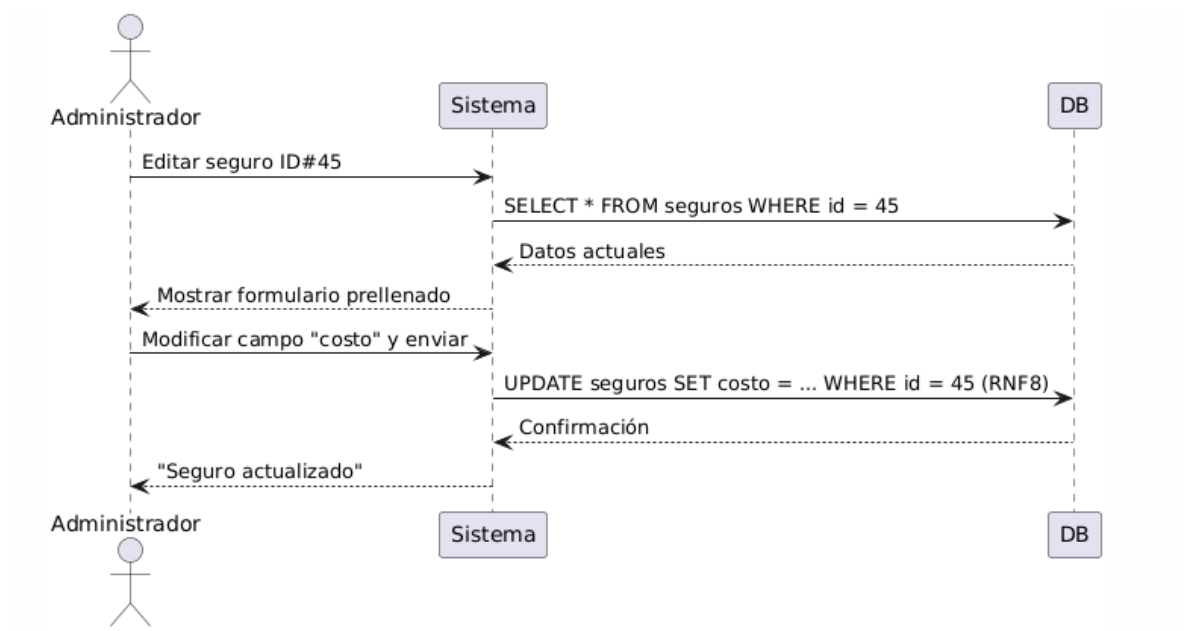 Administrador
Sistema
DB
Editar seguro ID#45
SELECT * FROM seguros WHERE id = 45
Datos actuales
Mostrar formulario prellenado
Modificar campo "costo" y enviar
UPDATE seguros SET costo = ... WHERE id = 45 (RNF8)
Confirmación
"Seguro actualizado"
Administrador
Sistema
DB